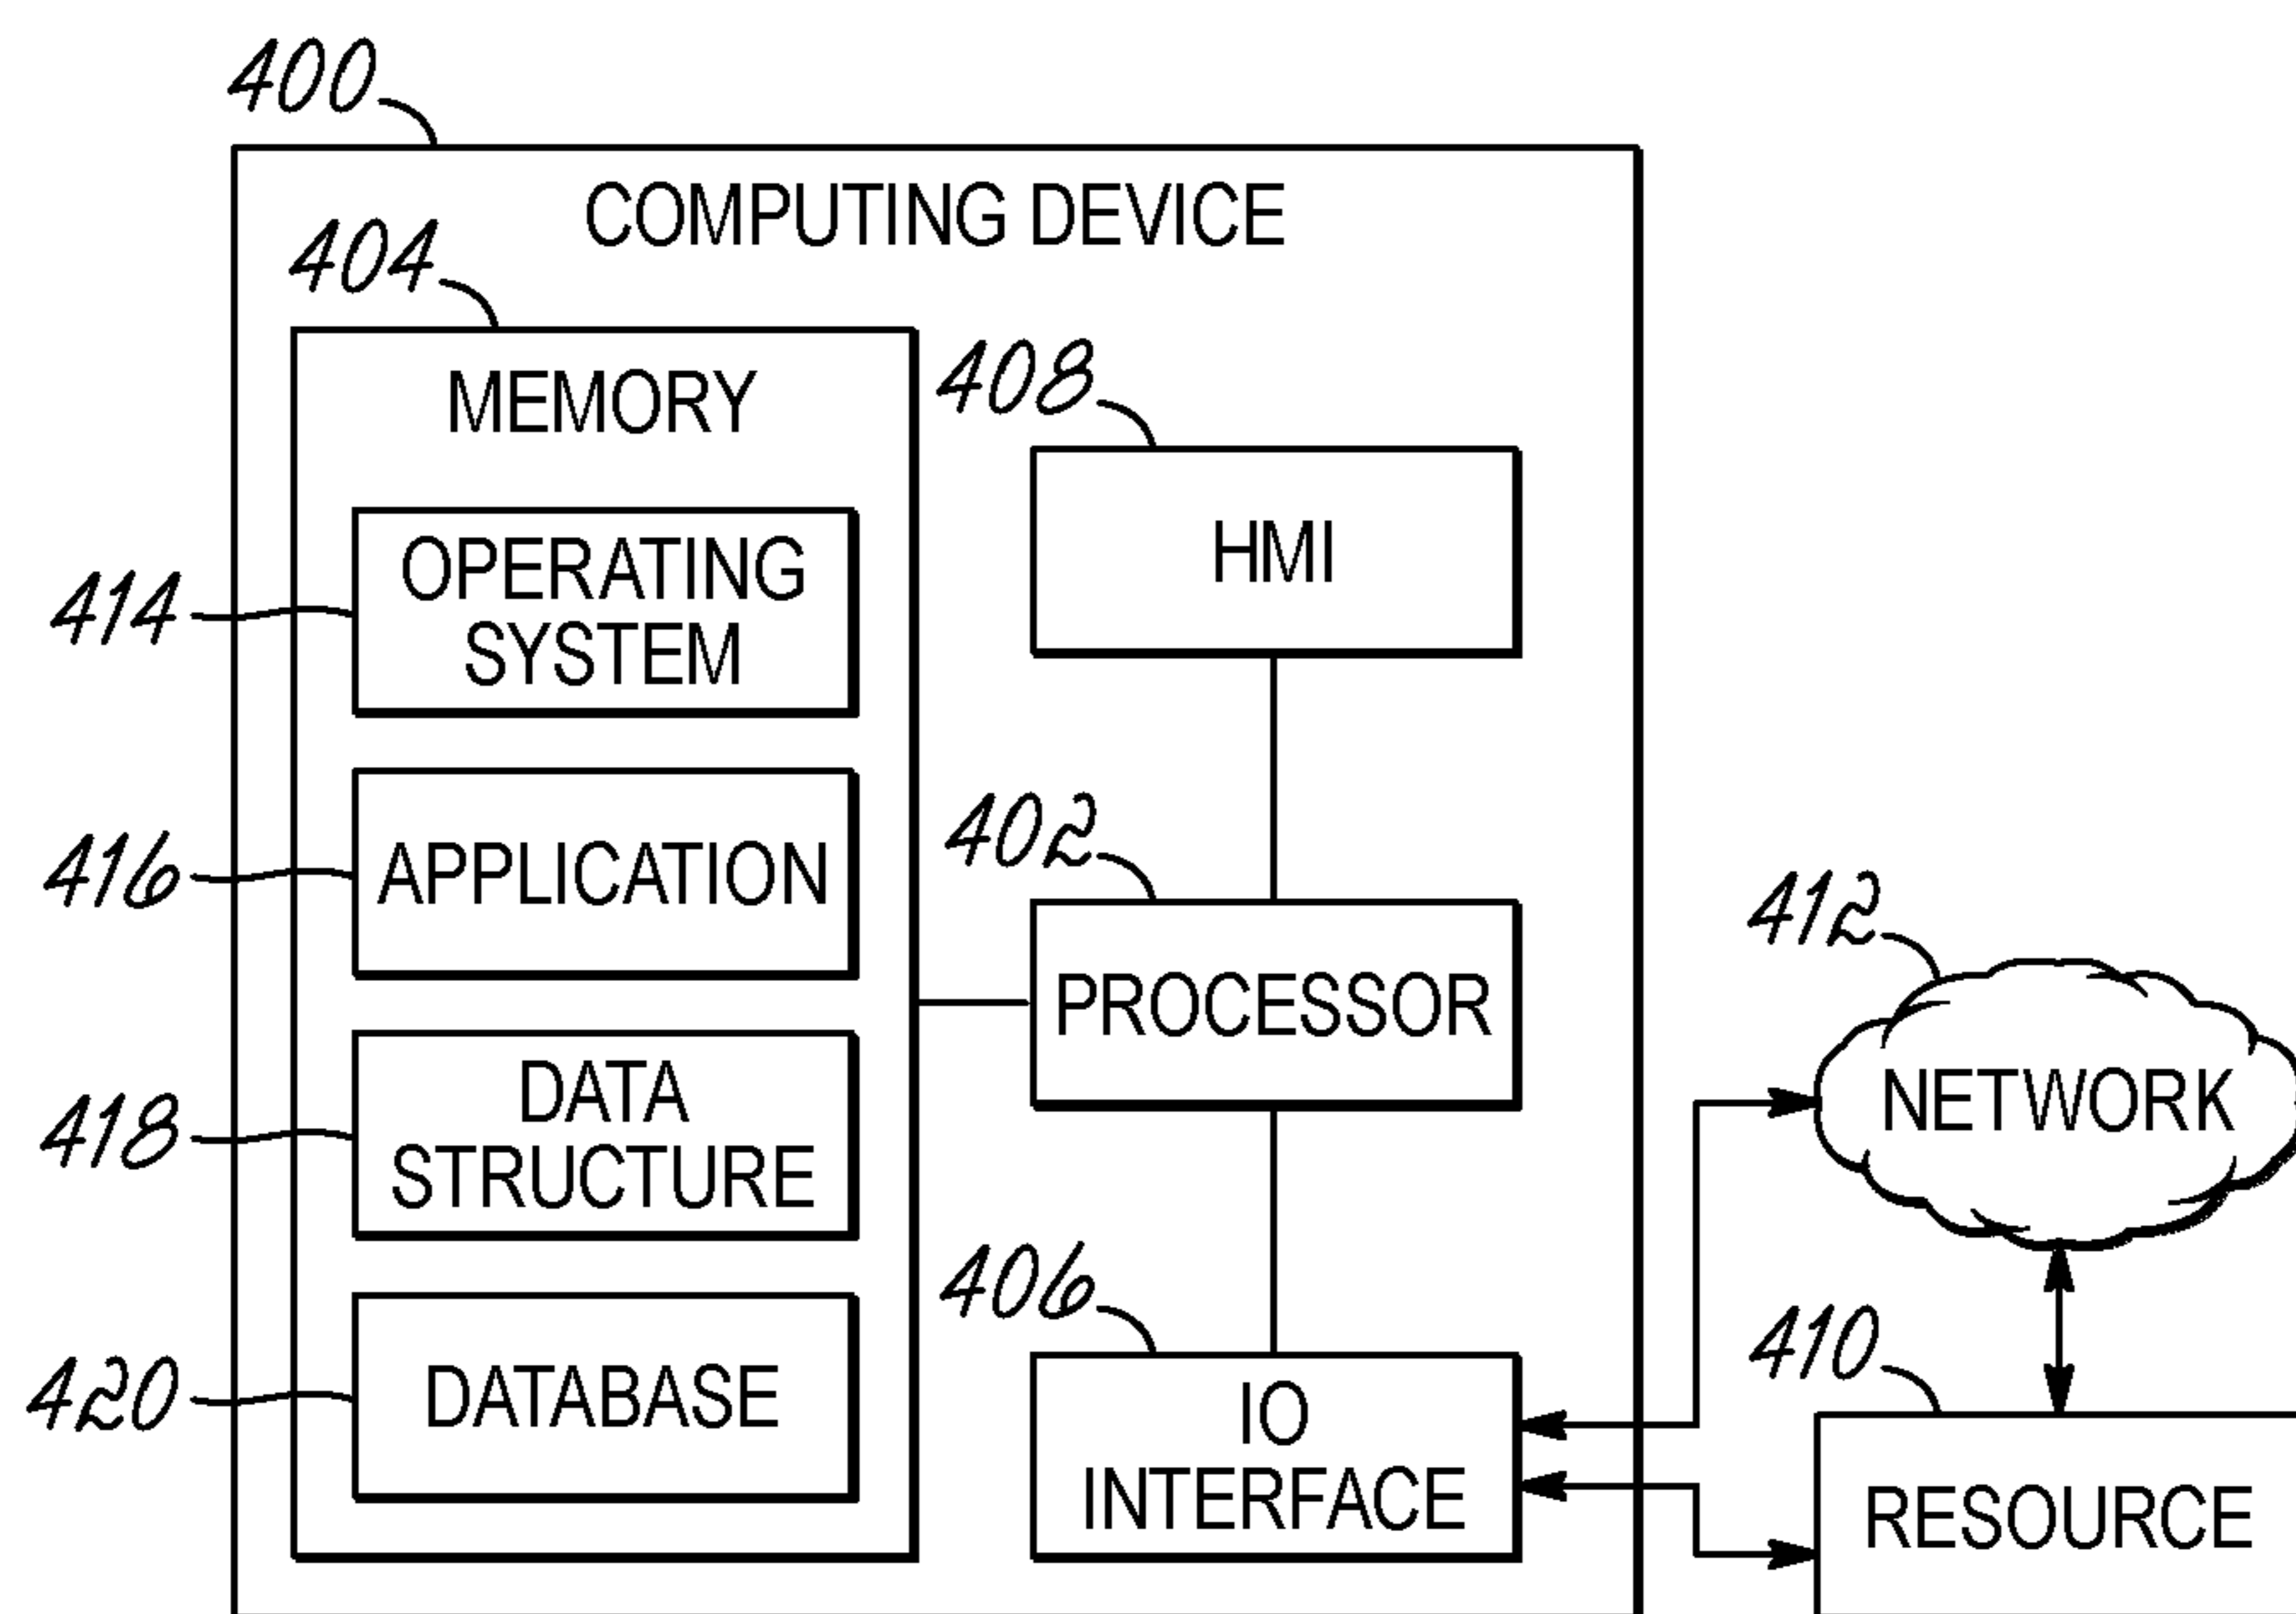 400
COMPUTING DEVICE
404
MEMORY
408
HMI
OPERATING
SYSTEM
414
416
APPLICATION
402
PROCESSOR
412
NETWORK
418
DATA
STRUCTURE
406
IO
INTERFACE
410
RESOURCE
420
DATABASE